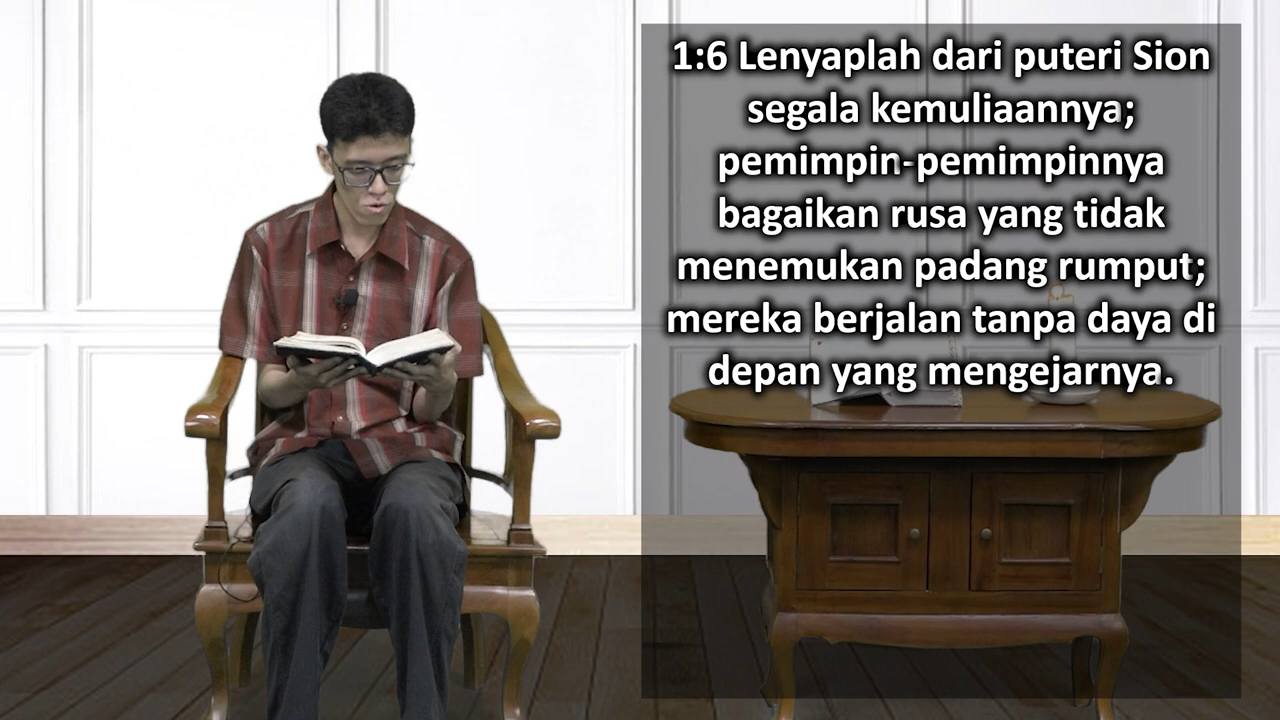 1:6 Lenyaplah dari puteri Sion
segala kemuliaannya;
pemimpin-pemimpinnya
bagaikan rusa yang tidak
menemukan padang rumput;
mereka berjalan tanpa daya di
depan yang mengejarnya.